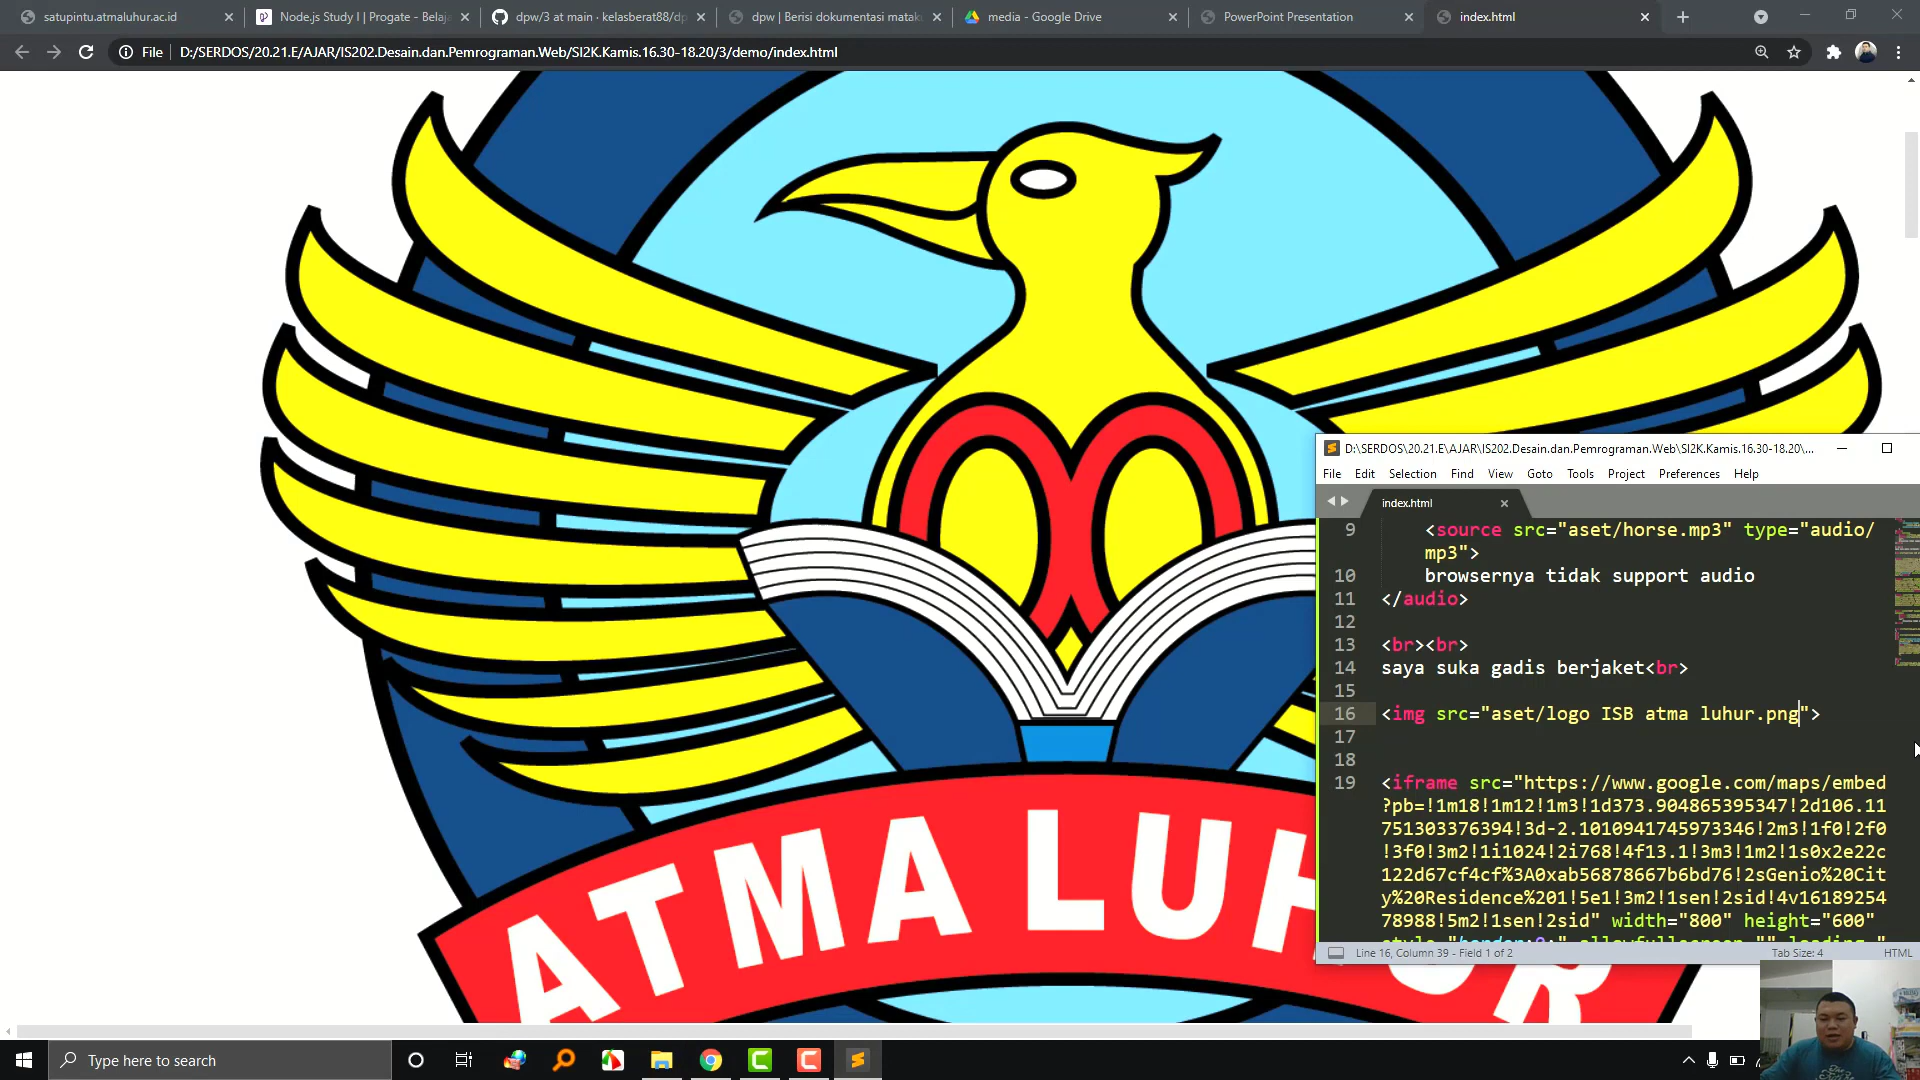 satupintu.atmaluhur.ac.id
Node.js Study I | Progate - Belaja
dpw/3 at main · kelasberat88/dp
dpw | Berisi dokumentasi mataku
media - Google Drive
PowerPoint Presentation
index.html
File
D:/SERDOS/20.21.E/AJAR/IS202.Desain.dan.Pemrograman.Web/SI2K.Kamis.16.30-18.20/3/demo/index.html
ATMA LUHUR
D:\SERDOS\20.21.E\AJAR\IS202.Desain.dan.Pemrograman.Web\SI2K.Kamis.16.30-18.20\...
File Edit Selection Find View Goto Tools Project Preferences Help
index.html
9 <source src="aset/horse.mp3" type="audio/
mp3">
10 browsernya tidak support audio
11 </audio>
12
13 <br><br>
14 saya suka gadis berjaket<br>
15
16 <img src="aset/logo ISB atma luhur.png">
17
18
19 <iframe src="https://www.google.com/maps/embed
?pb=!1m18!1m12!1m3!1d373.904865395347!2d106.11
751303376394!3d-2.1010941745973346!2m3!1f0!2f0
!3f0!3m2!1i1024!2i768!4f13.1!3m3!1m2!1s0x2e22c
122d67cf4cf%3A0xab56878667b6bd76!2sGenio%20Cit
y%20Residence%201!5e1!3m2!1sen!2sid!4v16189254
78988!5m2!1sen!2sid" width="800" height="600"
style="border:0;" allowfullscreen="" loading="
Line 16, Column 39 - Field 1 of 2
Tab Size: 4
HTML
Type here to search